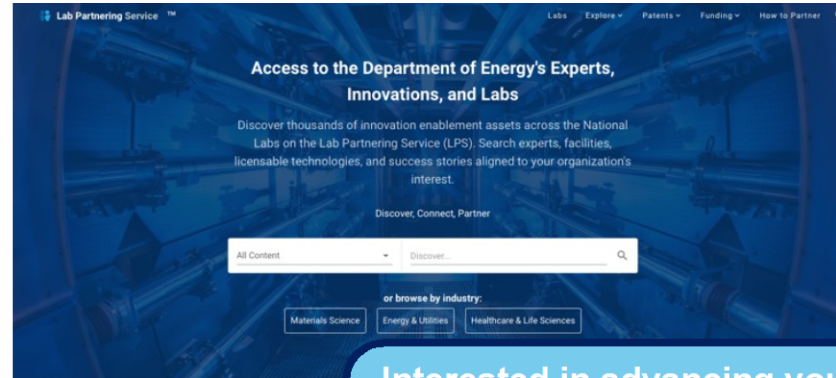 Lab Partnering Service ™
Labs Explore Patents Funding How to Partner
Access to the Department of Energy's Experts,
Innovations, and Labs
Discover thousands of innovation enablement assets across the National
Labs on the Lab Partnering Service (LPS). Search experts, facilities,
licensable technologies, and success stories aligned to your organization's
interest.
Discover, Connect, Partner
All Content Discover...
or browse by industry:
Materials Science Energy & Utilities Healthcare & Life Sciences
Interested in advancing